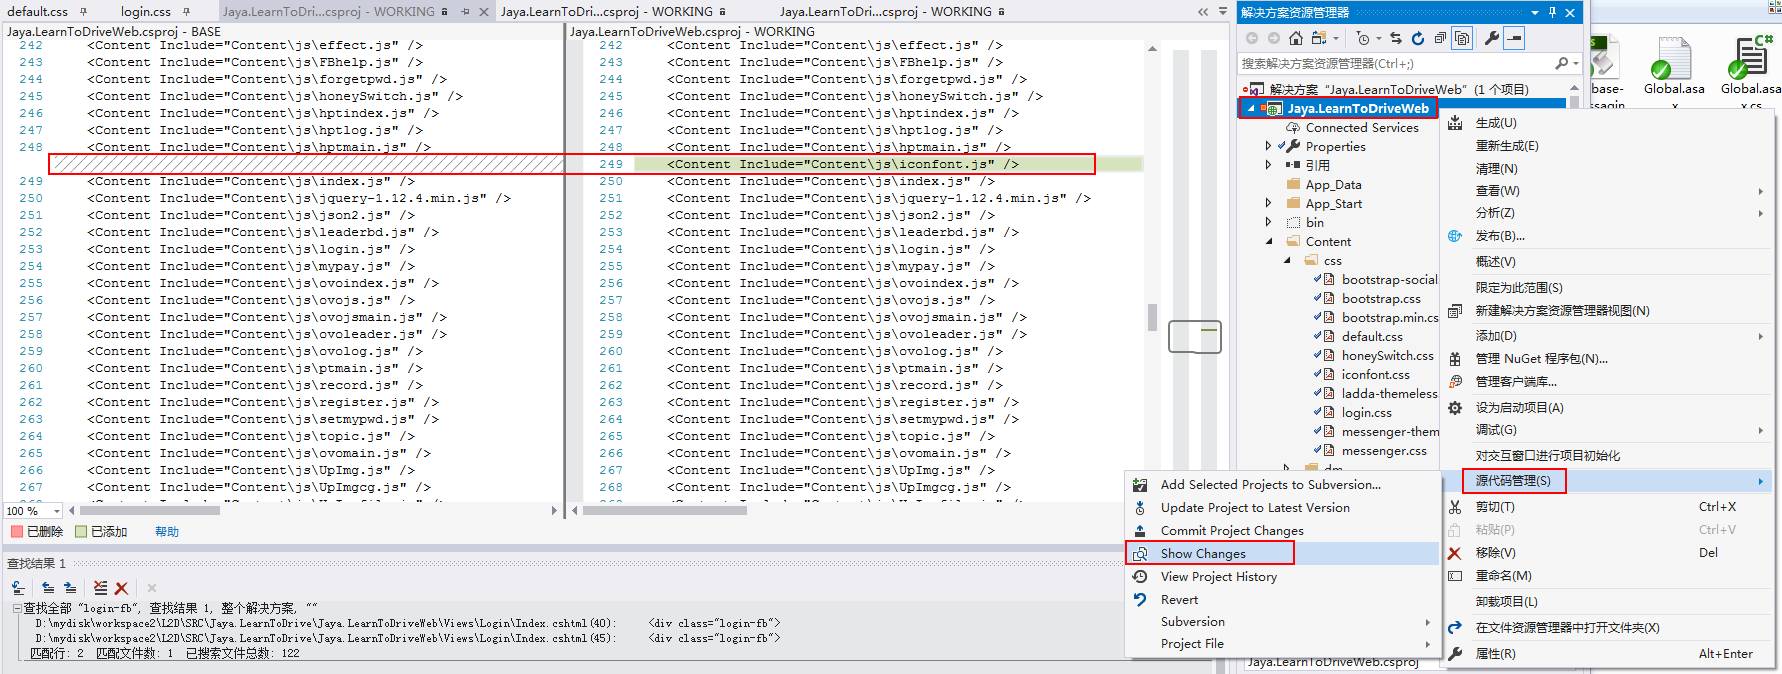 default.css
login.css
Jaya.LearnToDri...csproj - WORKING
Jaya.LearnToDri...csproj - WORKING
Jaya.LearnToDri...csproj - WORKING
Jaya.LearnToDriveWeb.csproj - BASE
242 <Content Include="Content\js\effect.js" />
243 <Content Include="Content\js\FBhelp.js" />
244 <Content Include="Content\js\forgetpwd.js" />
245 <Content Include="Content\js\honeySwitch.js" />
246 <Content Include="Content\js\hptindex.js" />
247 <Content Include="Content\js\hptlog.js" />
248 <Content Include="Content\js\hptmain.js" />
249 <Content Include="Content\js\index.js" />
250 <Content Include="Content\js\jquery-1.12.4.min.js" />
251 <Content Include="Content\js\json2.js" />
252 <Content Include="Content\js\leaderbd.js" />
253 <Content Include="Content\js\login.js" />
254 <Content Include="Content\js\mypay.js" />
255 <Content Include="Content\js\ovoindex.js" />
256 <Content Include="Content\js\ovojs.js" />
257 <Content Include="Content\js\ovojsmain.js" />
258 <Content Include="Content\js\ovoleader.js" />
259 <Content Include="Content\js\ovolog.js" />
260 <Content Include="Content\js\ptmain.js" />
261 <Content Include="Content\js\record.js" />
262 <Content Include="Content\js\register.js" />
263 <Content Include="Content\js\setmypwd.js" />
264 <Content Include="Content\js\topic.js" />
265 <Content Include="Content\js\ovomain.js" />
266 <Content Include="Content\js\UpImg.js" />
267 <Content Include="Content\js\UpImgcg.js" />
Jaya.LearnToDriveWeb.csproj - WORKING
242 <Content Include="Content\js\effect.js" />
243 <Content Include="Content\js\FBhelp.js" />
244 <Content Include="Content\js\forgetpwd.js" />
245 <Content Include="Content\js\honeySwitch.js" />
246 <Content Include="Content\js\hptindex.js" />
247 <Content Include="Content\js\hptlog.js" />
248 <Content Include="Content\js\hptmain.js" />
249 <Content Include="Content\js\iconfont.js" />
250 <Content Include="Content\js\index.js" />
251 <Content Include="Content\js\jquery-1.12.4.min.js" />
252 <Content Include="Content\js\json2.js" />
253 <Content Include="Content\js\leaderbd.js" />
254 <Content Include="Content\js\login.js" />
255 <Content Include="Content\js\mypay.js" />
256 <Content Include="Content\js\ovoindex.js" />
257 <Content Include="Content\js\ovojs.js" />
258 <Content Include="Content\js\ovojsmain.js" />
259 <Content Include="Content\js\ovoleader.js" />
260 <Content Include="Content\js\ovolog.js" />
261 <Content Include="Content\js\ptmain.js" />
262 <Content Include="Content\js\record.js" />
263 <Content Include="Content\js\register.js" />
264 <Content Include="Content\js\setmypwd.js" />
265 <Content Include="Content\js\topic.js" />
266 <Content Include="Content\js\ovomain.js" />
267 <Content Include="Content\js\UpImg.js" />
268 <Content Include="Content\js\UpImgcg.js" />
100 %
已删除 已添加 帮助
查找结果 1
查找全部 "login-fb", 查找结果 1, 整个解决方案, ""
D:\mydisk\workspace2\L2D\SRC\Jaya.LearnToDrive\Jaya.LearnToDriveWeb\Views\Login\Index.cshtml(40): <div class="login-fb">
D:\mydisk\workspace2\L2D\SRC\Jaya.LearnToDrive\Jaya.LearnToDriveWeb\Views\Login\Index.cshtml(45): <div class="login-fb">
匹配行: 2 匹配文件数: 1 已搜索文件总数: 122
解决方案资源管理器
搜索解决方案资源管理器(Ctrl+;)
解决方案 "Jaya.LearnToDriveWeb" (1 个项目)
Jaya.LearnToDriveWeb
Connected Services
Properties
引用
App_Data
App_Start
bin
Content
css
bootstrap-social
bootstrap.css
bootstrap.min.cs
default.css
honeySwitch.css
iconfont.css
ladda-themeless
login.css
messenger-them
messenger.css
dm
Jaya.LearnToDriveWeb.csproj
base-
ssagin
Global.asa
x
Global.asa
x.cs
生成(U)
重新生成(E)
清理(N)
查看(W)
分析(Z)
发布(B)...
概述(V)
限定为此范围(S)
新建解决方案资源管理器视图(N)
添加(D)
管理 NuGet 程序包(N)...
管理客户端库...
设为启动项目(A)
调试(G)
对交互窗口进行项目初始化
源代码管理(S)
剪切(T) Ctrl+X
粘贴(P) Ctrl+V
移除(V) Del
重命名(M)
卸载项目(L)
在文件资源管理器中打开文件夹(X)
属性(R) Alt+Enter
Add Selected Projects to Subversion...
Update Project to Latest Version
Commit Project Changes
Show Changes
View Project History
Revert
Subversion
Project File